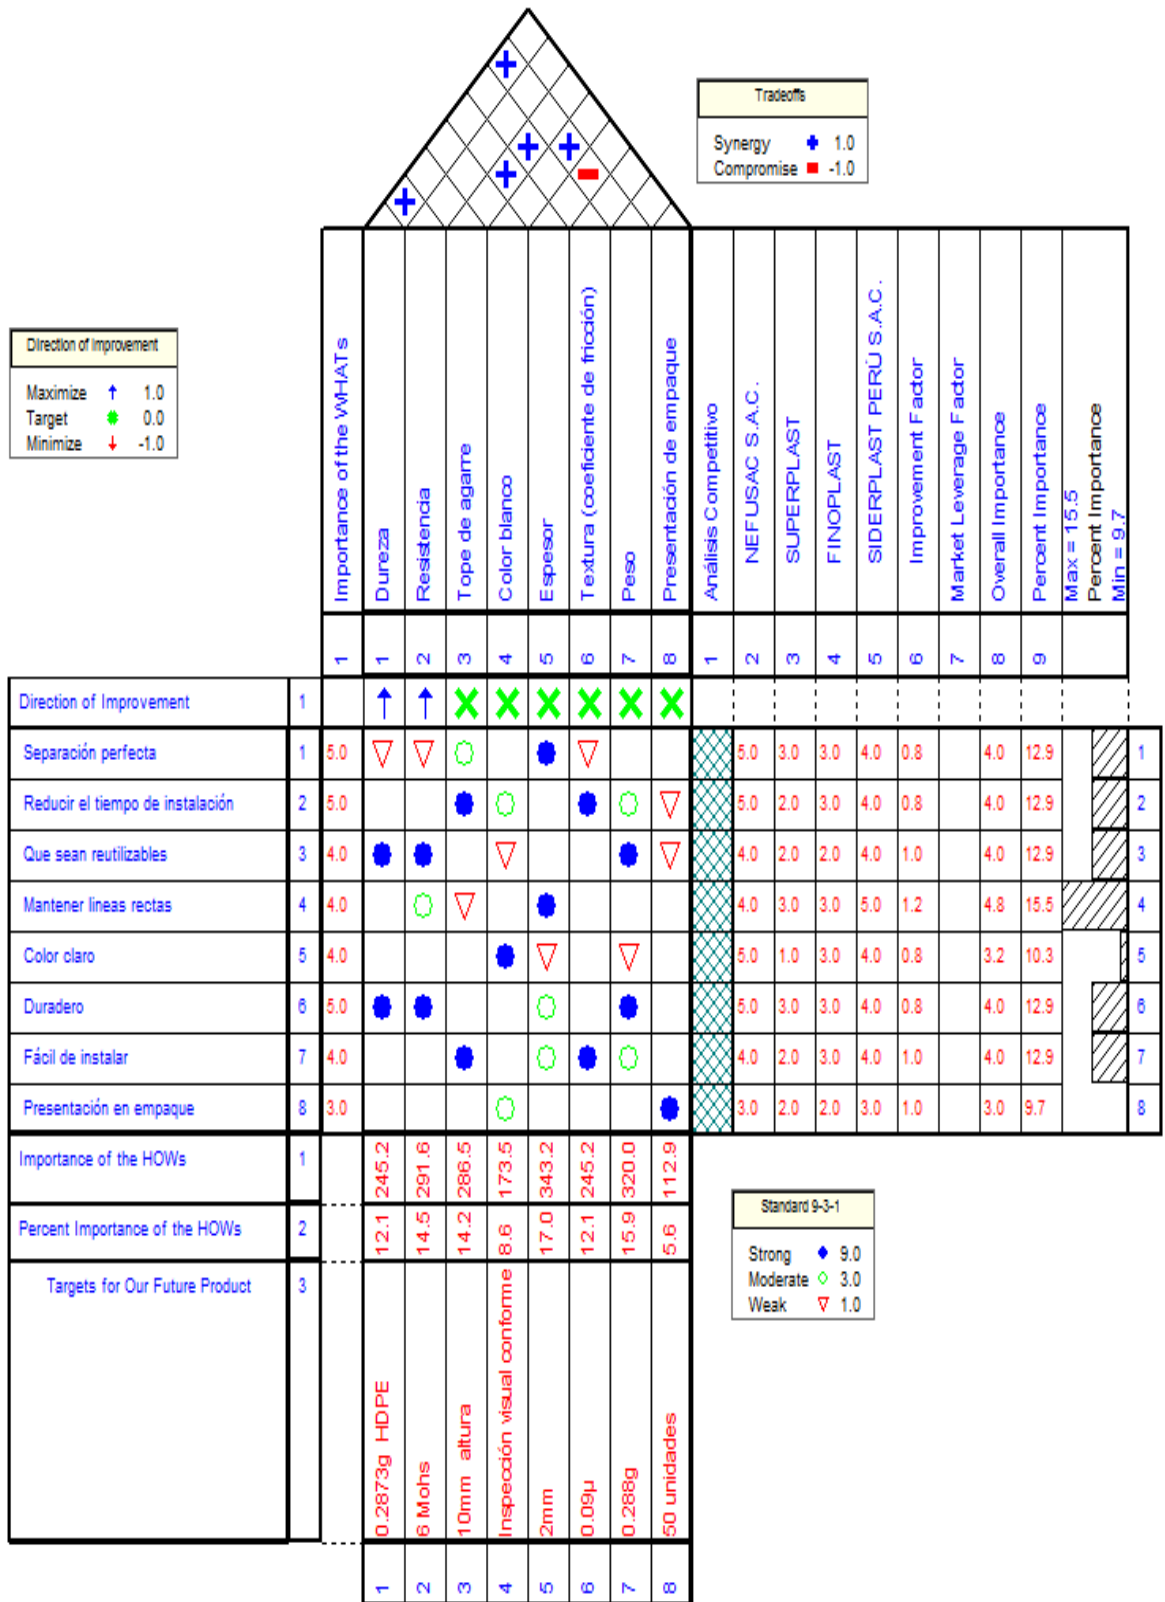 Tradeoffs
Synergy 1.0
Compromise -1.0
Direction of Improvement
Maximize 1.0
Target 0.0
Minimize -1.0
Importance of the WHATs
Dureza
Resistencia
Tope de agarre
Color blanco
Espesor
Textura (coeficiente de fricción)
Peso
Presentación de empaque
Análisis Competitivo
NEFUSAC S.A.C.
SUPERPLAST
FINOPLAST
SIDERPLAST PERÚ S.A.C.
Improvement Factor
Market Leverage Factor
Overall Importance
Percent Importance
Max = 15.5
Percent Importance
Min = 9.7
1 1 2 3 4 5 6 7 8 1 2 3 4 5 6 7 8 9
Direction of Improvement 1
Separación perfecta 1 5.0 5.0 3.0 3.0 4.0 0.8 4.0 12.9 1
Reducir el tiempo de instalación 2 5.0 5.0 2.0 3.0 4.0 0.8 4.0 12.9 2
Que sean reutilizables 3 4.0 4.0 2.0 2.0 4.0 1.0 4.0 12.9 3
Mantener lineas rectas 4 4.0 4.0 3.0 3.0 5.0 1.2 4.8 15.5 4
Color claro 5 4.0 5.0 1.0 3.0 4.0 0.8 3.2 10.3 5
Duradero 6 5.0 5.0 3.0 3.0 4.0 0.8 4.0 12.9 6
Fácil de instalar 7 4.0 4.0 2.0 3.0 4.0 1.0 4.0 12.9 7
Presentación en empaque 8 3.0 3.0 2.0 2.0 3.0 1.0 3.0 9.7 8
Importance of the HOWs 1 245.2 291.6 286.5 173.5 343.2 245.2 320.0 112.9
Percent Importance of the HOWs 2 12.1 14.5 14.2 8.6 17.0 12.1 15.9 5.6
Targets for Our Future Product 3
0.2873g HDPE
6 Mohs
10mm altura
Inspección visual conforme
2mm
0.09µ
0.288g
50 unidades
1 2 3 4 5 6 7 8
Standard 9-3-1
Strong 9.0
Moderate 3.0
Weak 1.0